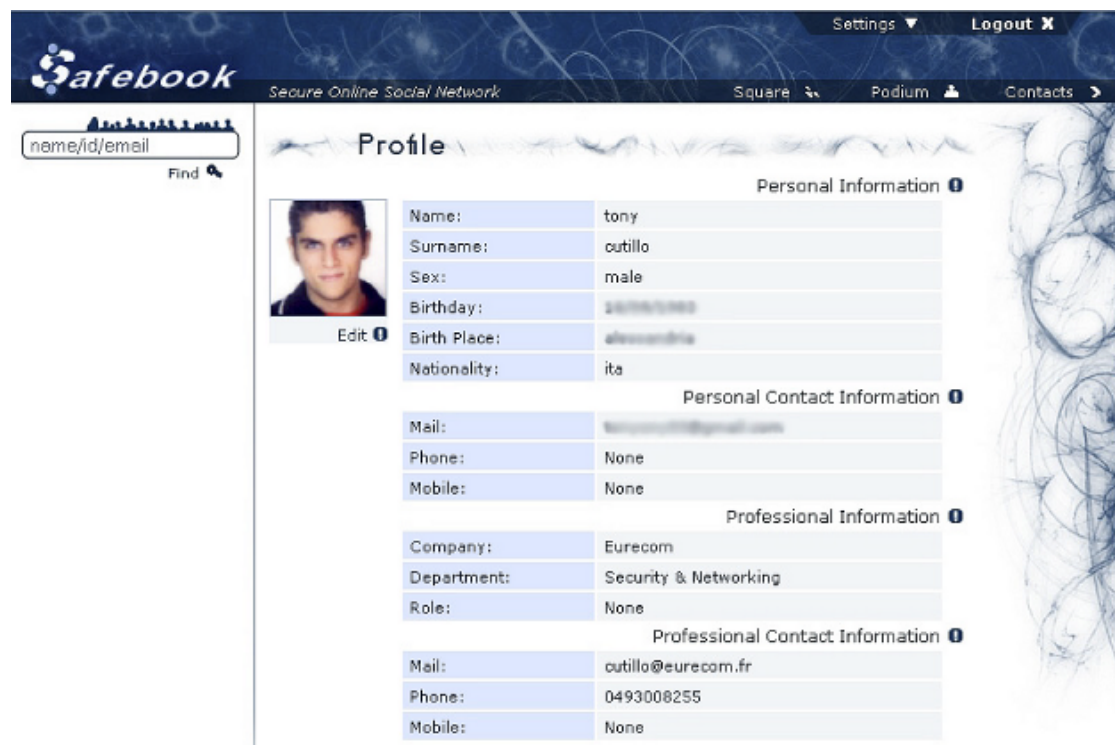 Settings ▼ Logout X
Safebook
Secure Online Social Network Square Podium Contacts
name/id/email
Find
Profile
Personal Information
Name: tony
Surname: cutillo
Sex: male
Birthday:
Edit
Birth Place:
Nationality: ita
Personal Contact Information
Mail:
Phone: None
Mobile: None
Professional Information
Company: Eurecom
Department: Security & Networking
Role: None
Professional Contact Information
Mail: cutillo@eurecom.fr
Phone: 0493008255
Mobile: None